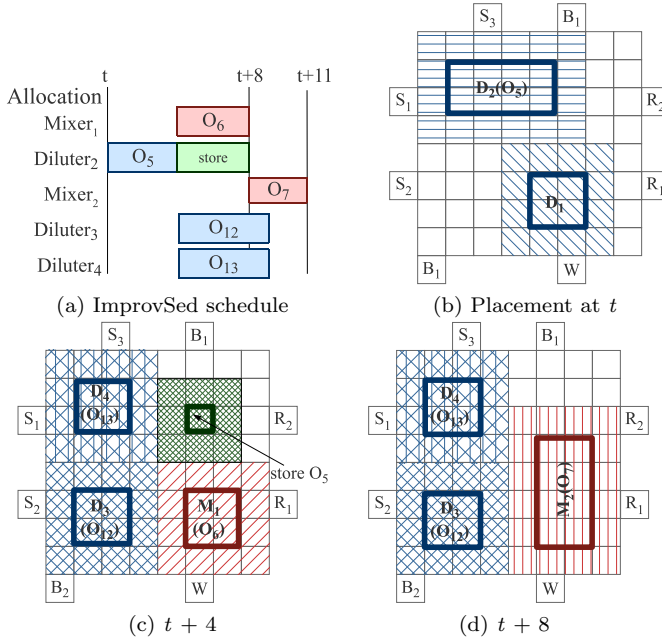 t
t+8
t+11
Allocation
Mixer₁
O₆
Diluter₂
O₅
store
Mixer₂
O₇
Diluter₃
O₁₂
Diluter₄
O₁₃
(a) ImprovSed schedule
S₃
B₁
S₁
D₂(O₅)
R₂
S₂
D₁
R₁
B₁
W
(b) Placement at t
S₃
B₁
S₁
D₄
(O₁₃)
R₂
store O₅
S₂
D₃
(O₁₂)
M₁
(O₆)
R₁
B₂
W
(c) t + 4
S₃
B₁
S₁
D₄
(O₁₃)
R₂
S₂
D₃
(O₁₂)
M₂(O₇)
R₁
B₂
W
(d) t + 8